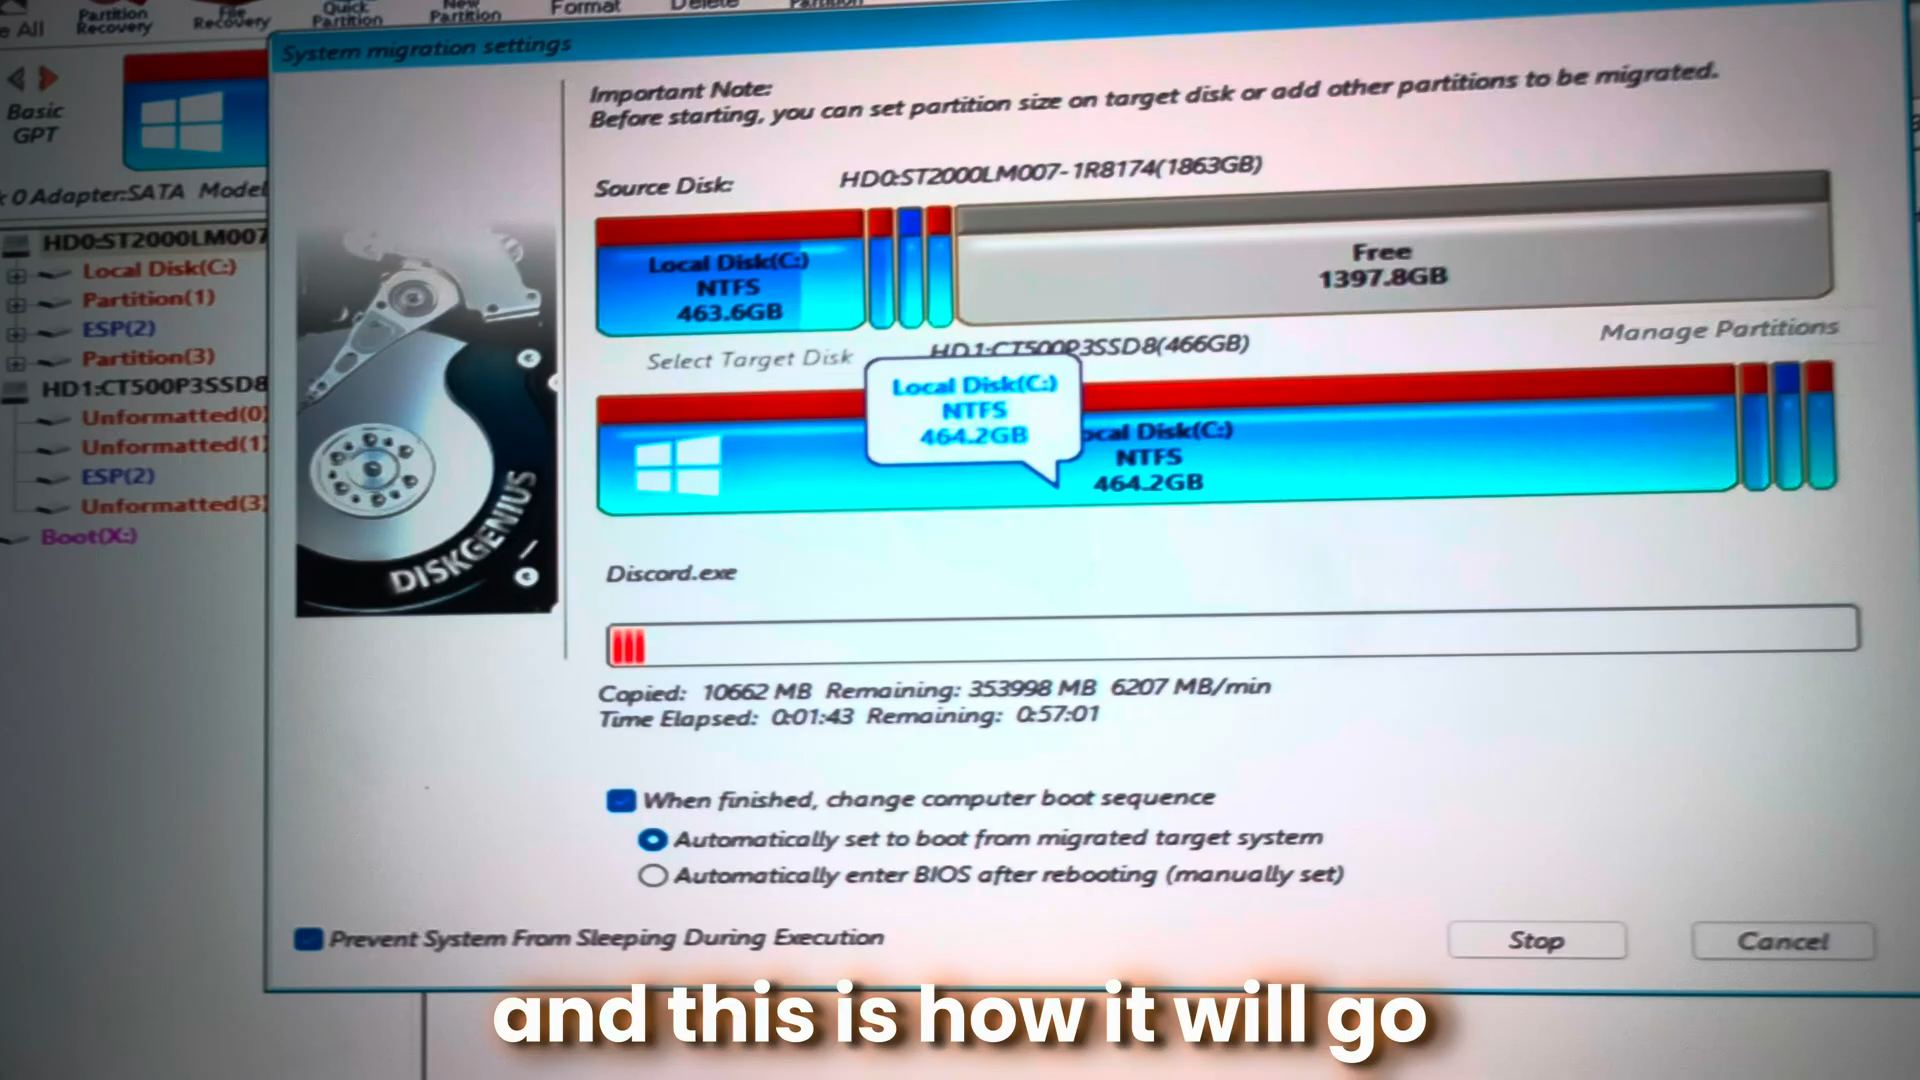 Partition
Recovery
File
Recovery
Quick
Partition
New
Partition
Format
Delete
Partition
All
System migration settings
Basic
GPT
Important Note:
Before starting, you can set partition size on target disk or add other partitions to be migrated.
Source Disk:
HD0:ST2000LM007-1R8174(1863GB)
0 Adapter:SATA Model
HD0:ST2000LM007
Local Disk(C:)
Partition(1)
ESP(2)
Partition(3)
HD1:CT500P3SSD8
Unformatted(0)
Unformatted(1)
ESP(2)
Unformatted(3)
Boot(X:)
Local Disk(C:)
NTFS
463.6GB
Free
1397.8GB
Select Target Disk
HD1:CT500P3SSD8(466GB)
Manage Partitions
Local Disk(C:)
NTFS
464.2GB
ocal Disk(C:)
NTFS
464.2GB
DISKGENIUS
Discord.exe
Copied: 10662 MB Remaining: 353998 MB 6207 MB/min
Time Elapsed: 0:01:43 Remaining: 0:57:01
When finished, change computer boot sequence
Automatically set to boot from migrated target system
Automatically enter BIOS after rebooting (manually set)
Prevent System From Sleeping During Execution
Stop
Cancel
and this is how it will go